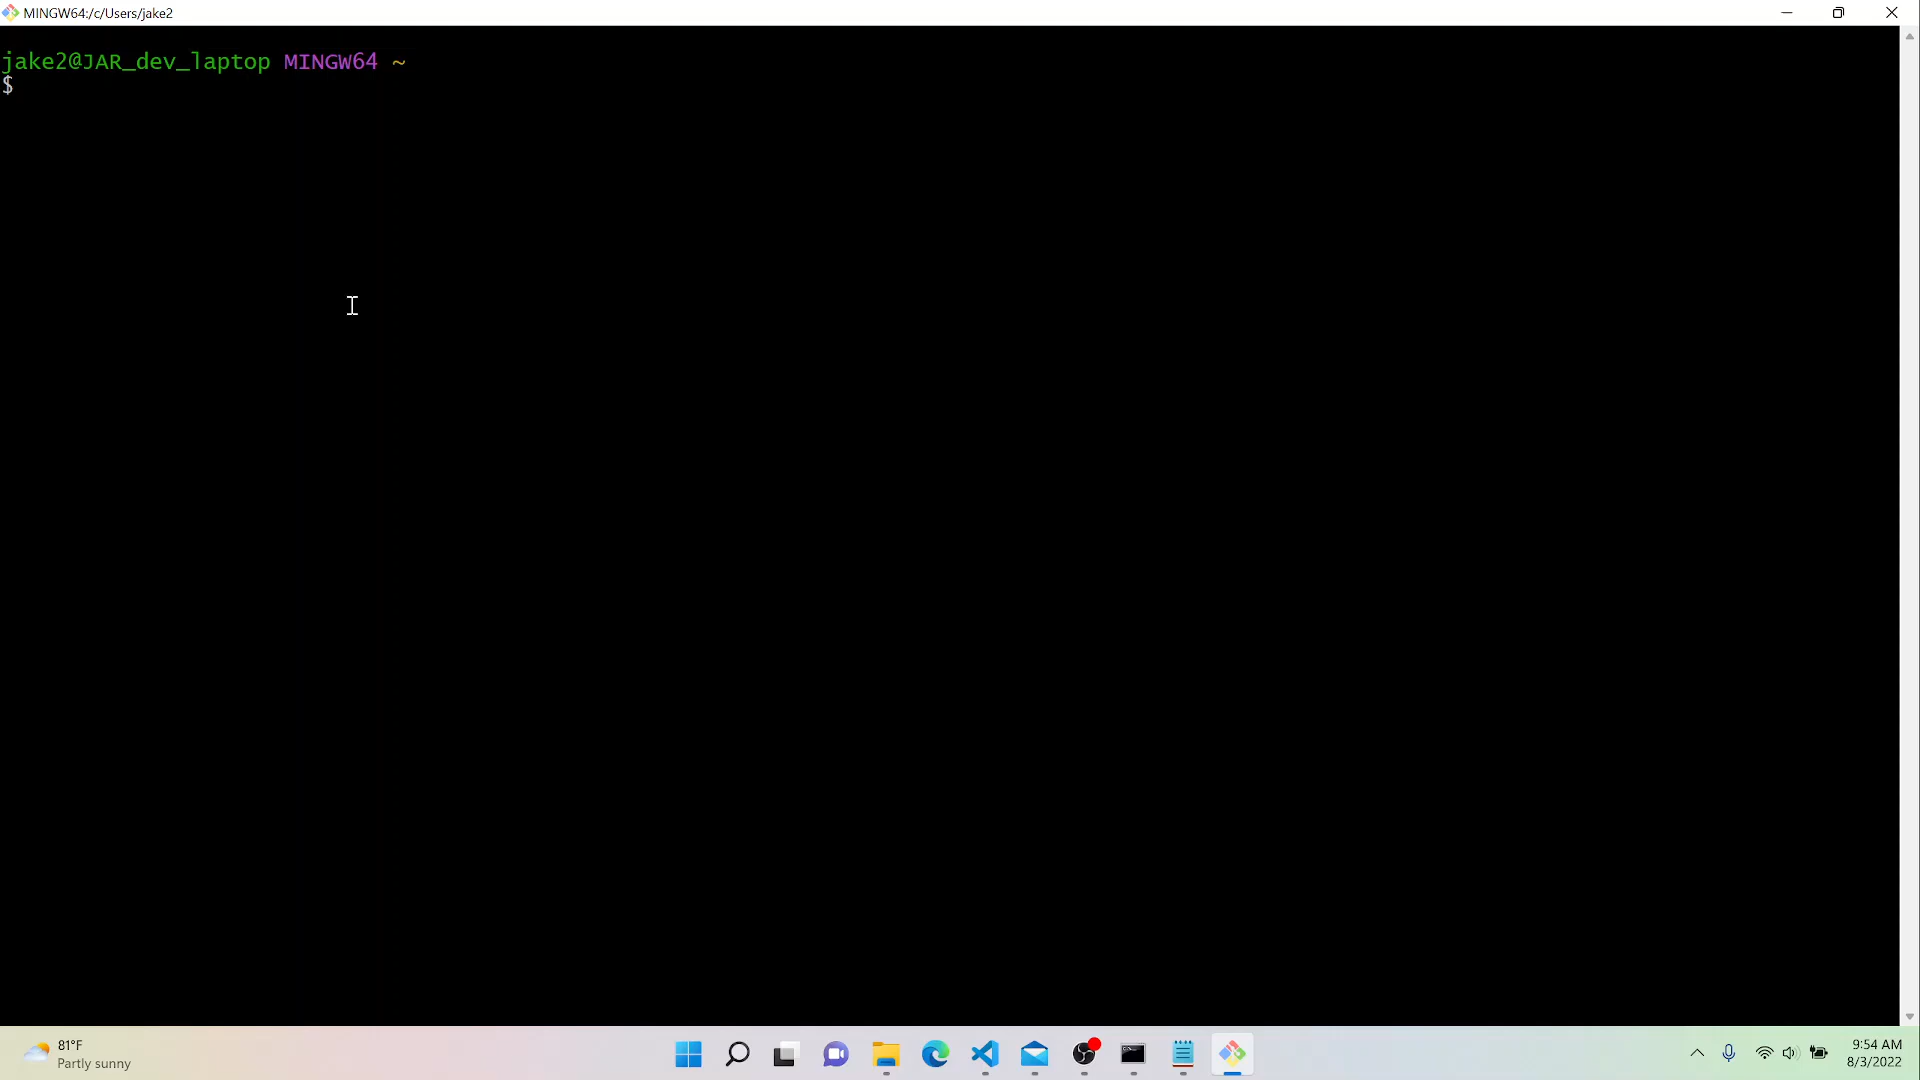 MINGW64:/c/Users/jake2
jake2@JAR_dev_laptop MINGW64 ~
$
81°F
Partly sunny
9:54 AM
8/3/2022